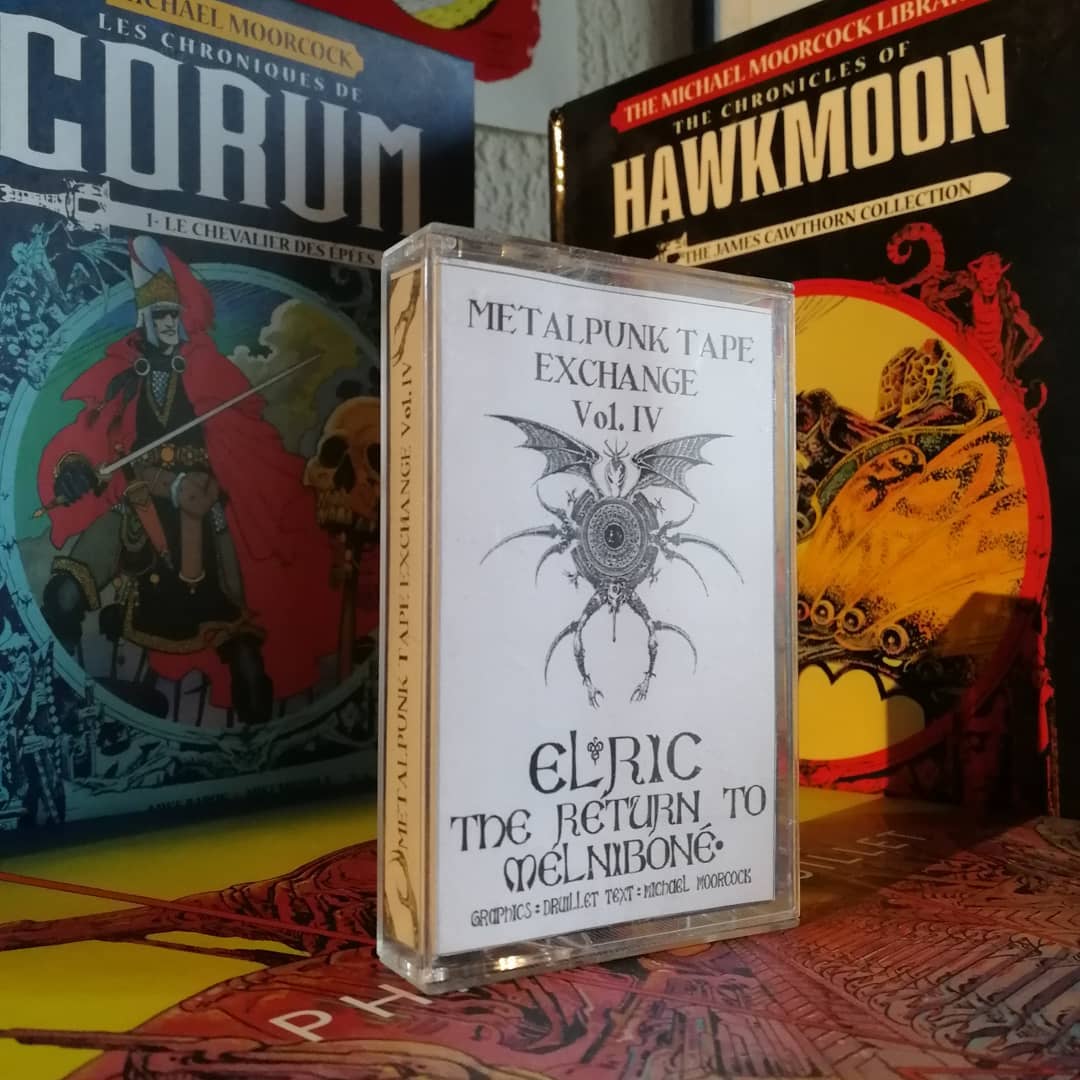 MICHAEL MOORCOCK
LES CHRONIQUES DE
CORUM
1- LE CHEVALIER DES ÉPÉES
THE MICHAEL MOORCOCK LIBRARY
THE CHRONICLES OF
HAWKMOON
THE JAMES CAWTHORN COLLECTION
METALPUNK TAPE EXCHANGE Vol. IV
METALPUNK TAPE
EXCHANGE
Vol. IV
ELRIC
THE RETURN TO
MELNIBONÉ•
GRAPHICS: DRUILLET TEXT: MICHAEL MOORCOCK
PH
UILLET